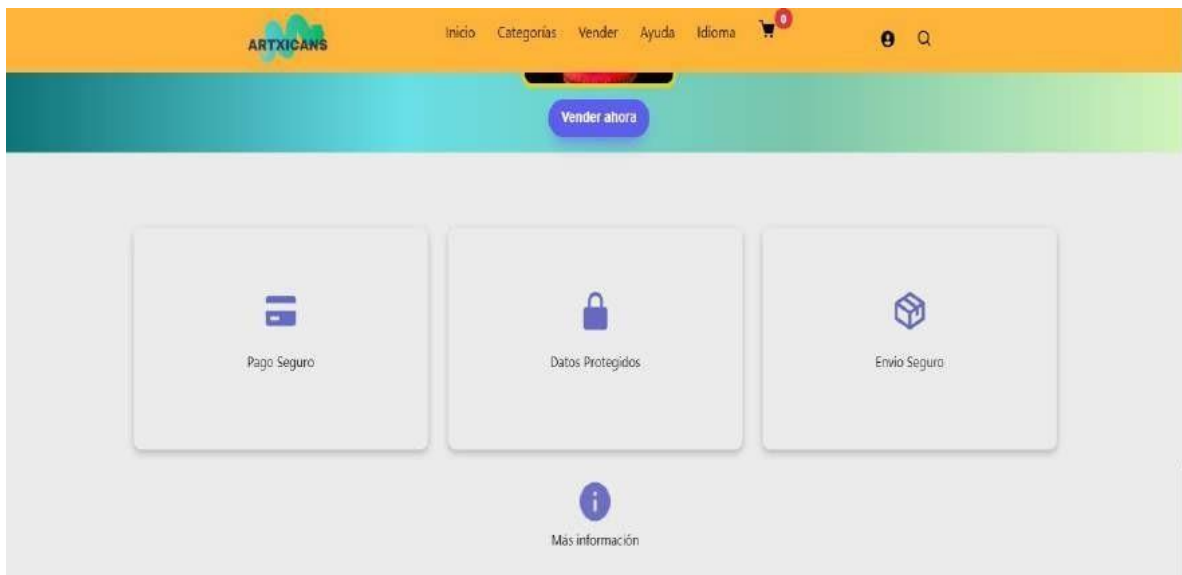 ARTXICANS
Inicio Categorías Vender Ayuda Idioma 0
Vender ahora
Pago Seguro Datos Protegidos Envio Seguro
Más información